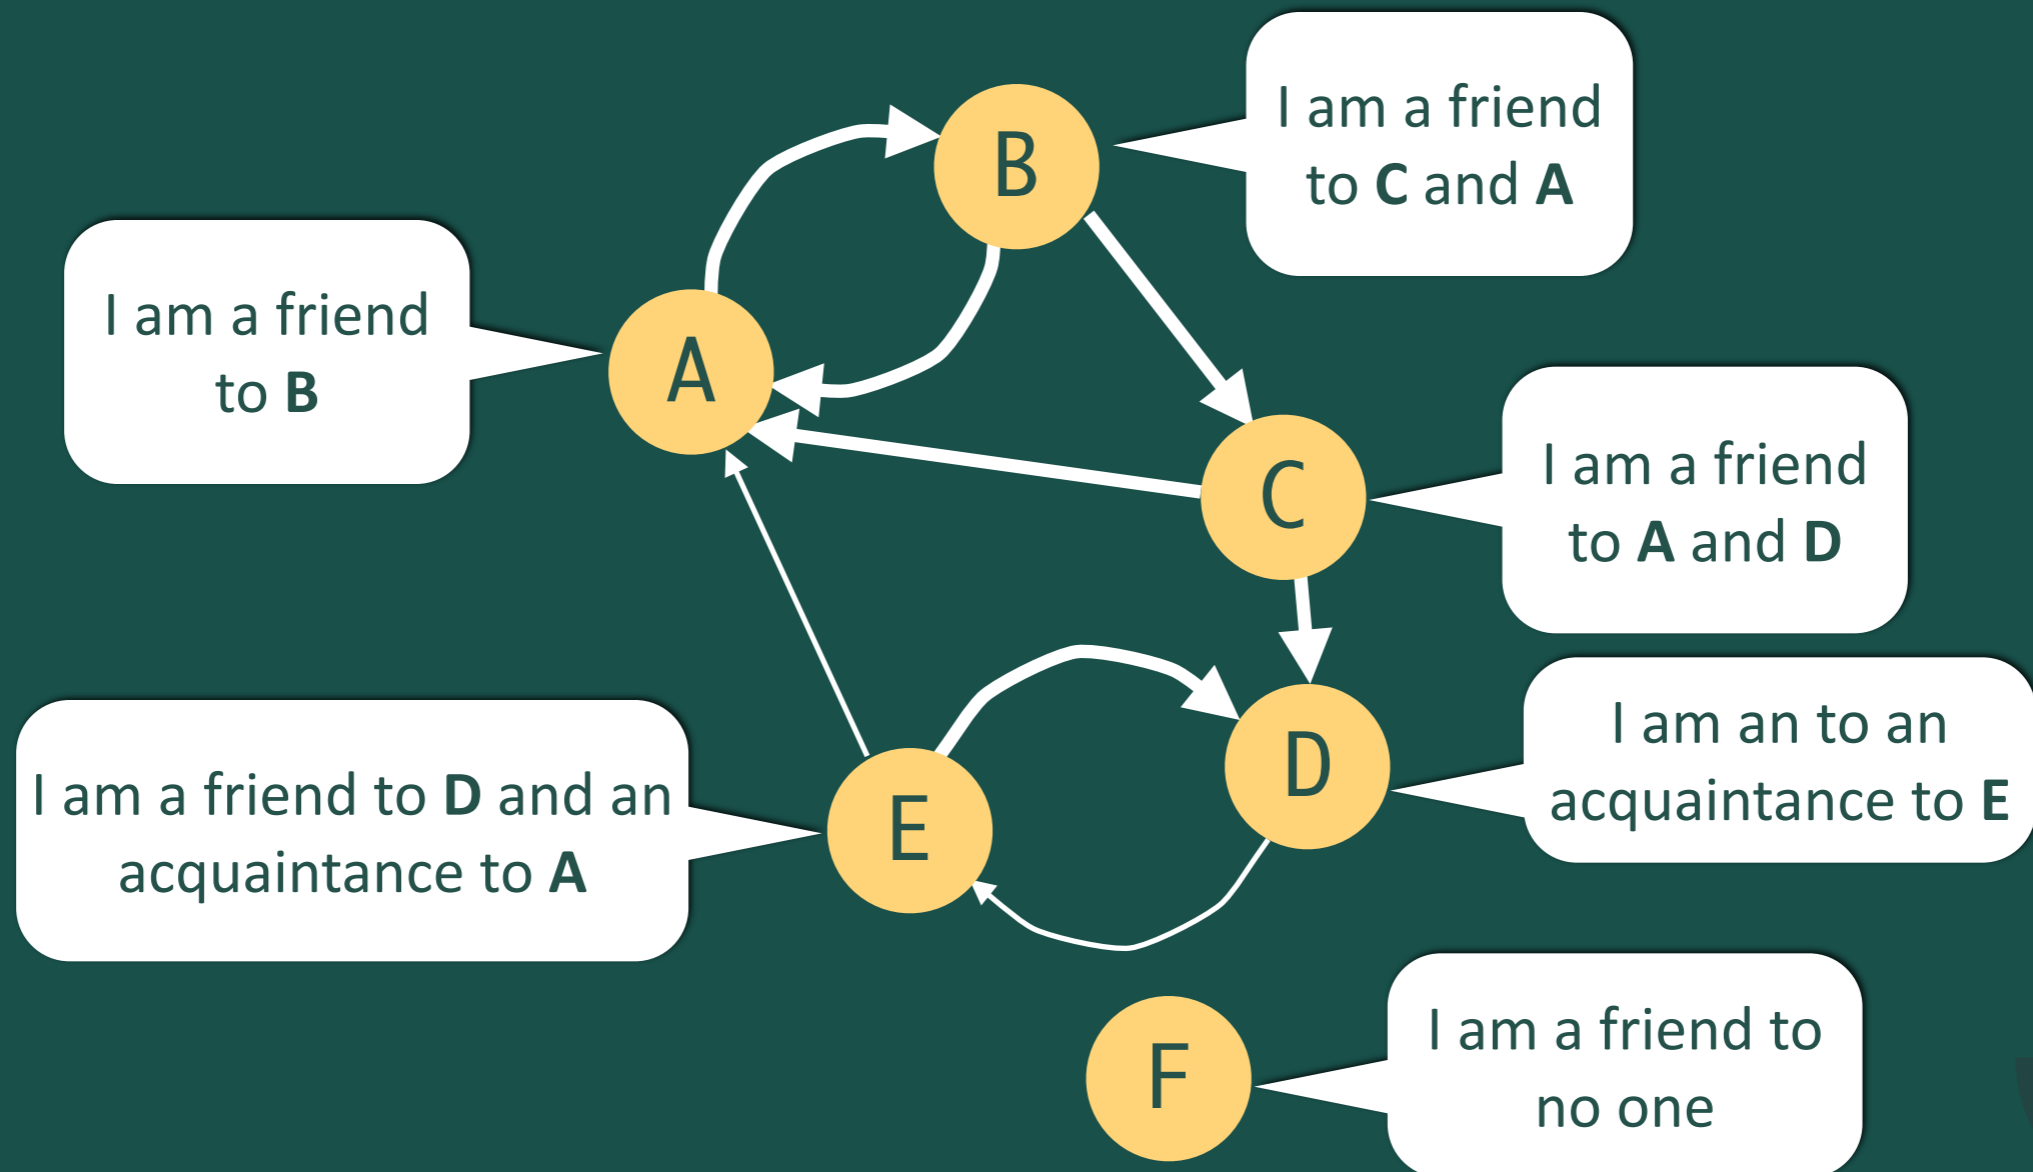 B
I am a friend
to C and A
I am a friend
to B
A
C
I am a friend
to A and D
I am a friend to D and an
acquaintance to A
E
D
I am an to an
acquaintance to E
F
I am a friend to
no one